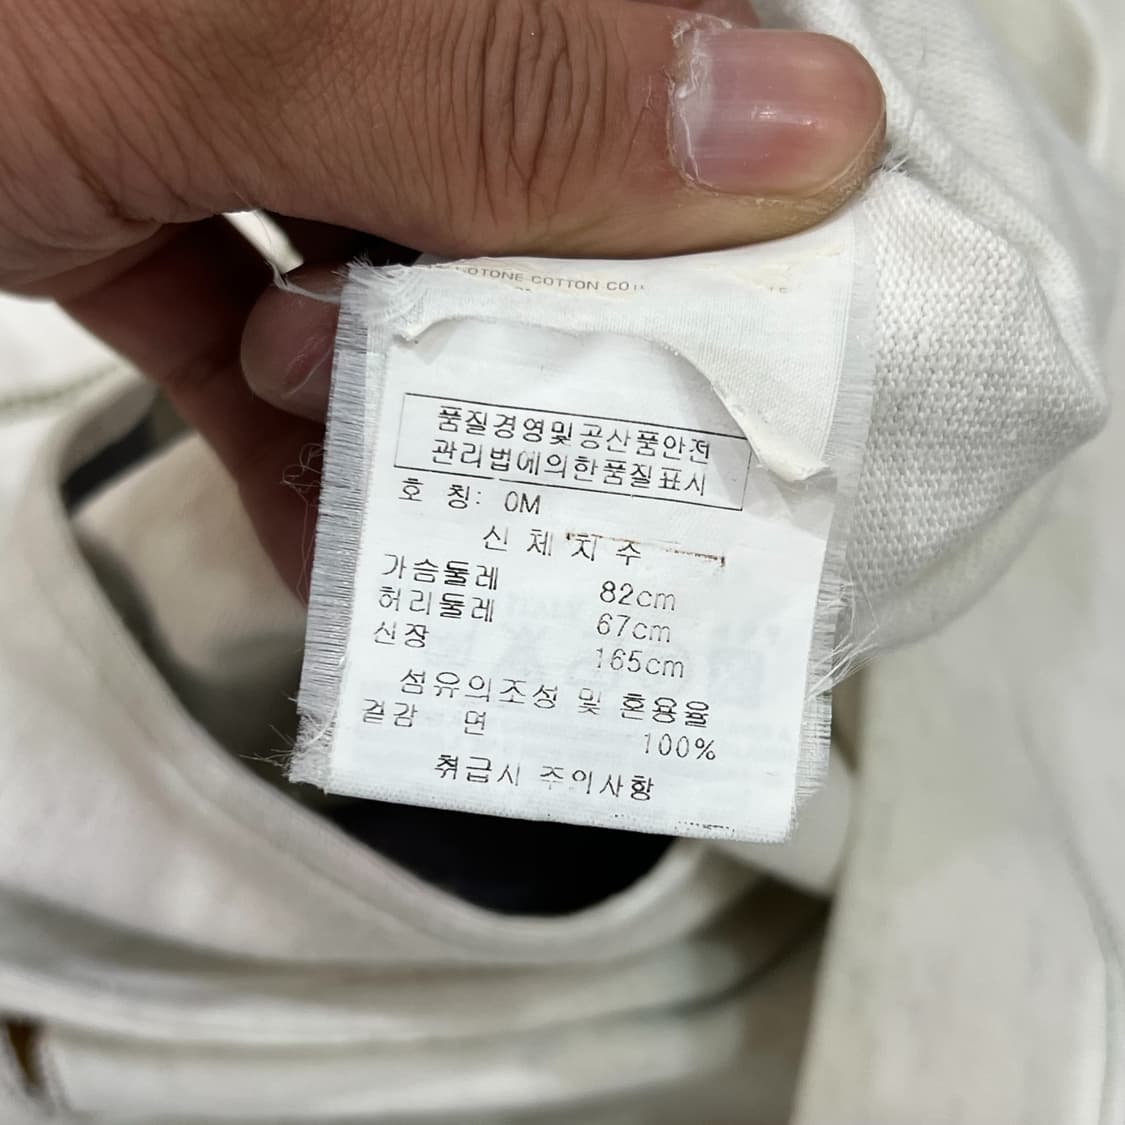 COTONE-COTTON
품질경영및공산품안전
관리법에의한품질표시
호 칭: 0M
신체치수
가슴둘레 82cm
허리둘레 67cm
신장 165cm
섬유의조성 및 혼용율
겉감 면 100%
취급시 주의사항